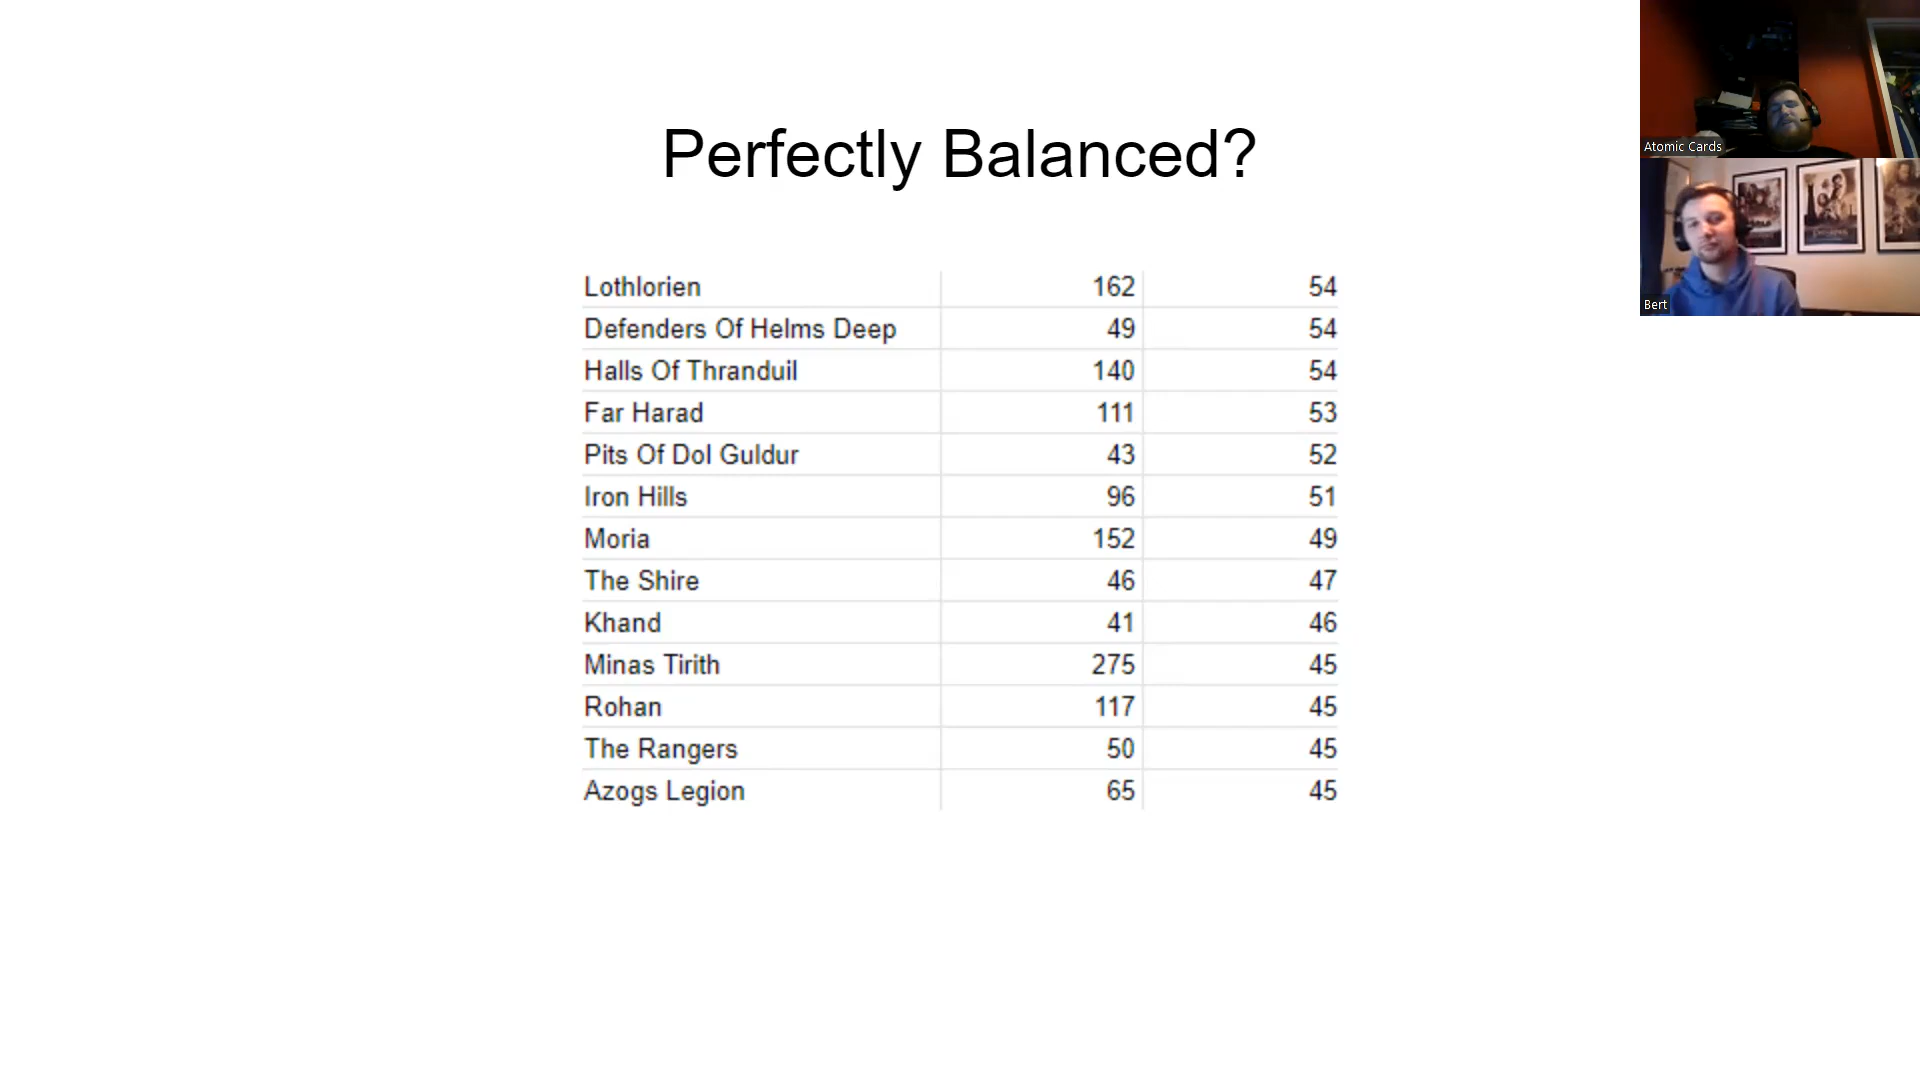 Perfectly Balanced?
Lothlorien 162 54
Defenders Of Helms Deep 49 54
Halls Of Thranduil 140 54
Far Harad 111 53
Pits Of Dol Guldur 43 52
Iron Hills 96 51
Moria 152 49
The Shire 46 47
Khand 41 46
Minas Tirith 275 45
Rohan 117 45
The Rangers 50 45
Azogs Legion 65 45
Atomic Cards
Bert